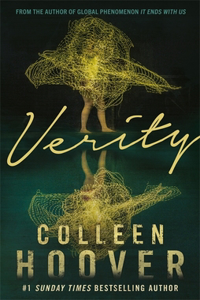 FROM THE AUTHOR OF GLOBAL PHENOMENON IT ENDS WITH US
Verity
COLLEEN
HOOVER
#1 SUNDAY TIMES BESTSELLING AUTHOR